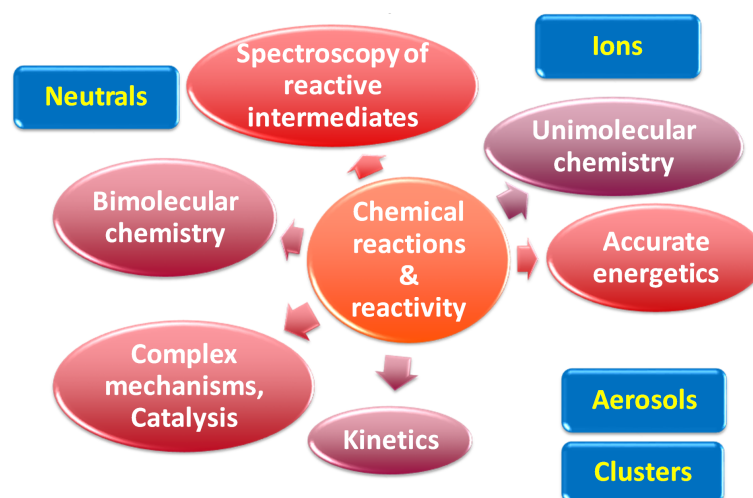 Spectroscopy of
reactive
intermediates
Ions
Neutrals
Unimolecular
chemistry
Bimolecular
chemistry
Chemical
reactions
&
reactivity
Accurate
energetics
Complex
mechanisms,
Catalysis
Kinetics
Aerosols
Clusters